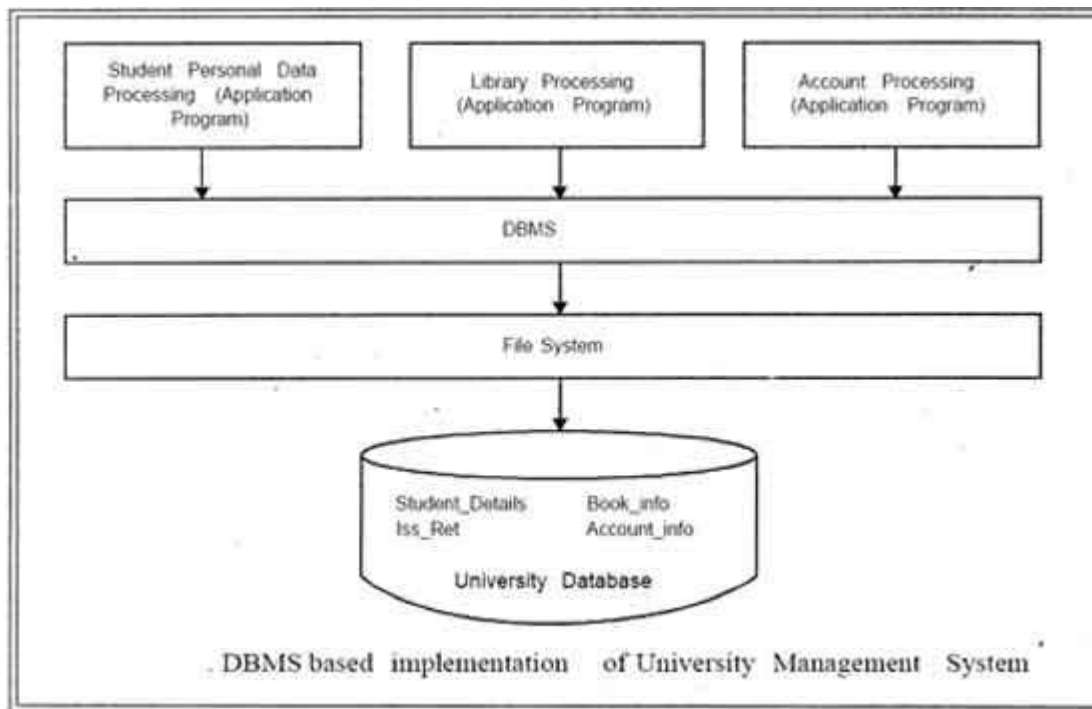 Student Personal Data
Processing (Application
Program)
Library Processing
(Application Program)
Account Processing
(Application Program)
DBMS
File System
Student_Details Book_info
Iss_Ret Account_info
University Database
. DBMS based implementation of University Management System